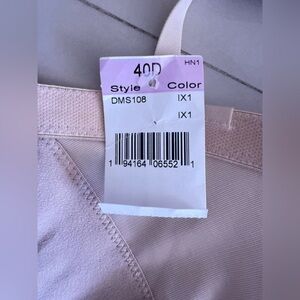 HN1
40D
Style Color
DMS108 IX1
IX1
1 94164 06552 1